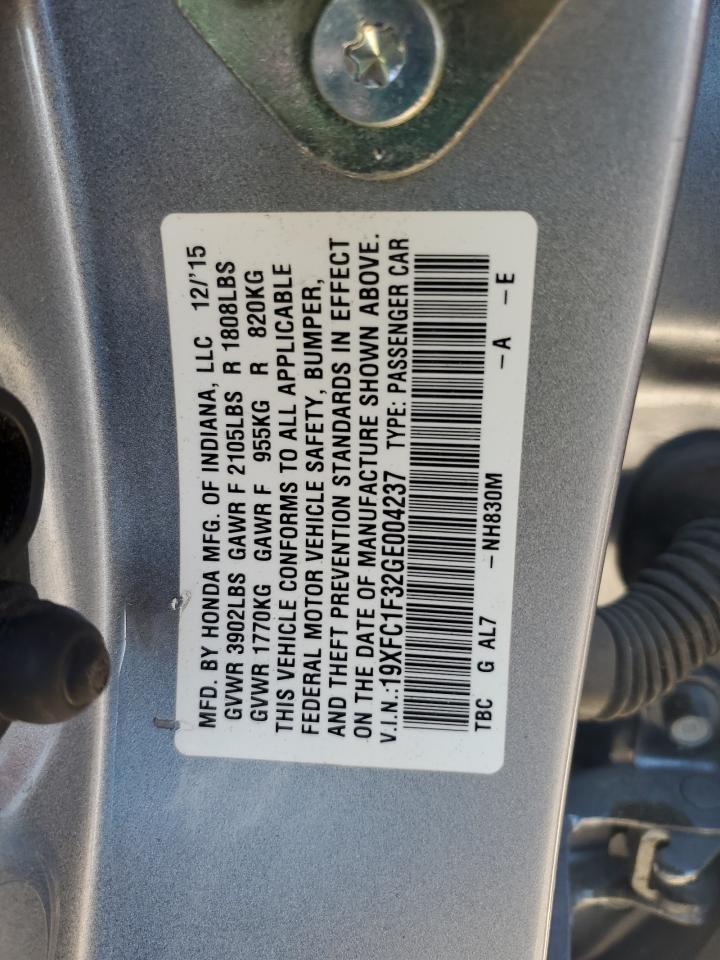 MFD. BY HONDA MFG. OF INDIANA, LLC 12/'15
GVWR 3902LBS GAWR F 2105LBS R 1808LBS
GVWR 1770KG GAWR F 955KG R 820KG
THIS VEHICLE CONFORMS TO ALL APPLICABLE
FEDERAL MOTOR VEHICLE SAFETY, BUMPER,
AND THEFT PREVENTION STANDARDS IN EFFECT
ON THE DATE OF MANUFACTURE SHOWN ABOVE.
V.I.N.:19XFC1F32GE004237 TYPE: PASSENGER CAR
TBC G AL7 -NH830M -A -E